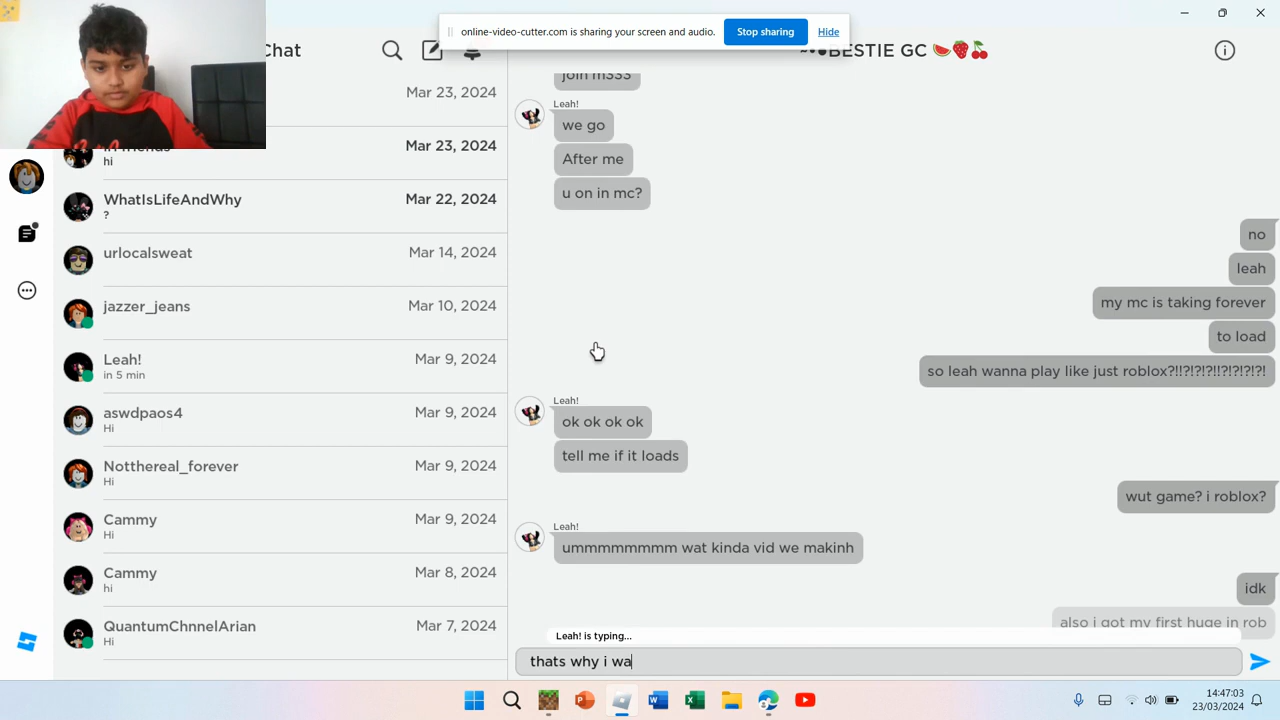 online-video-cutter.com is sharing your screen and audio.
Stop sharing
Hide
Chat
BESTIE GC 🍉🍓🍒
Mar 23, 2024
Mar 23, 2024
hi
WhatIsLifeAndWhy
Mar 22, 2024
?
urlocalsweat
Mar 14, 2024
jazzer_jeans
Mar 10, 2024
Leah!
Mar 9, 2024
in 5 min
aswdpaos4
Mar 9, 2024
Hi
Notthereal_forever
Mar 9, 2024
Hi
Cammy
Mar 9, 2024
Hi
Cammy
Mar 8, 2024
hi
QuantumChnnelArian
Mar 7, 2024
Hi
join m333
Leah!
we go
After me
u on in mc?
no
leah
my mc is taking forever
to load
so leah wanna play like just roblox?!!?!?!?!!?!?!?!?!
Leah!
ok ok ok ok
tell me if it loads
wut game? i roblox?
Leah!
ummmmmmmm wat kinda vid we makinh
idk
also i got my first huge in rob
Leah! is typing...
thats why i wa
14:47:03
23/03/2024